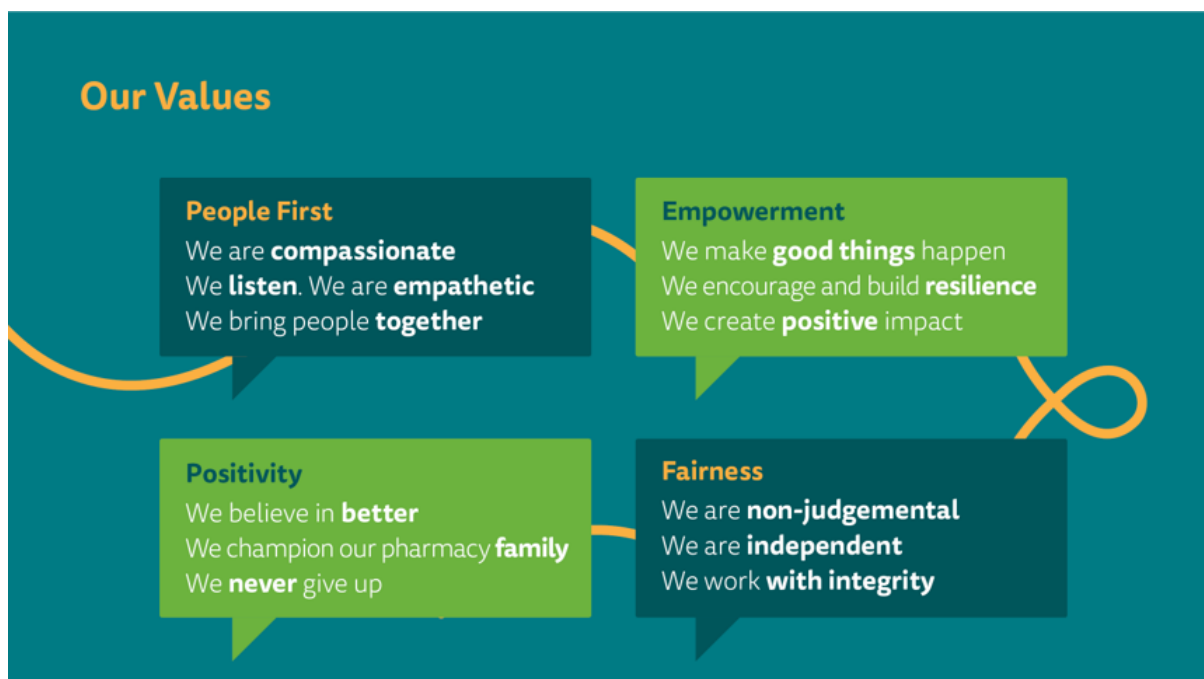 Our Values
People First
We are compassionate
We listen. We are empathetic
We bring people together
Empowerment
We make good things happen
We encourage and build resilience
We create positive impact
Positivity
We believe in better
We champion our pharmacy family
We never give up
Fairness
We are non-judgemental
We are independent
We work with integrity